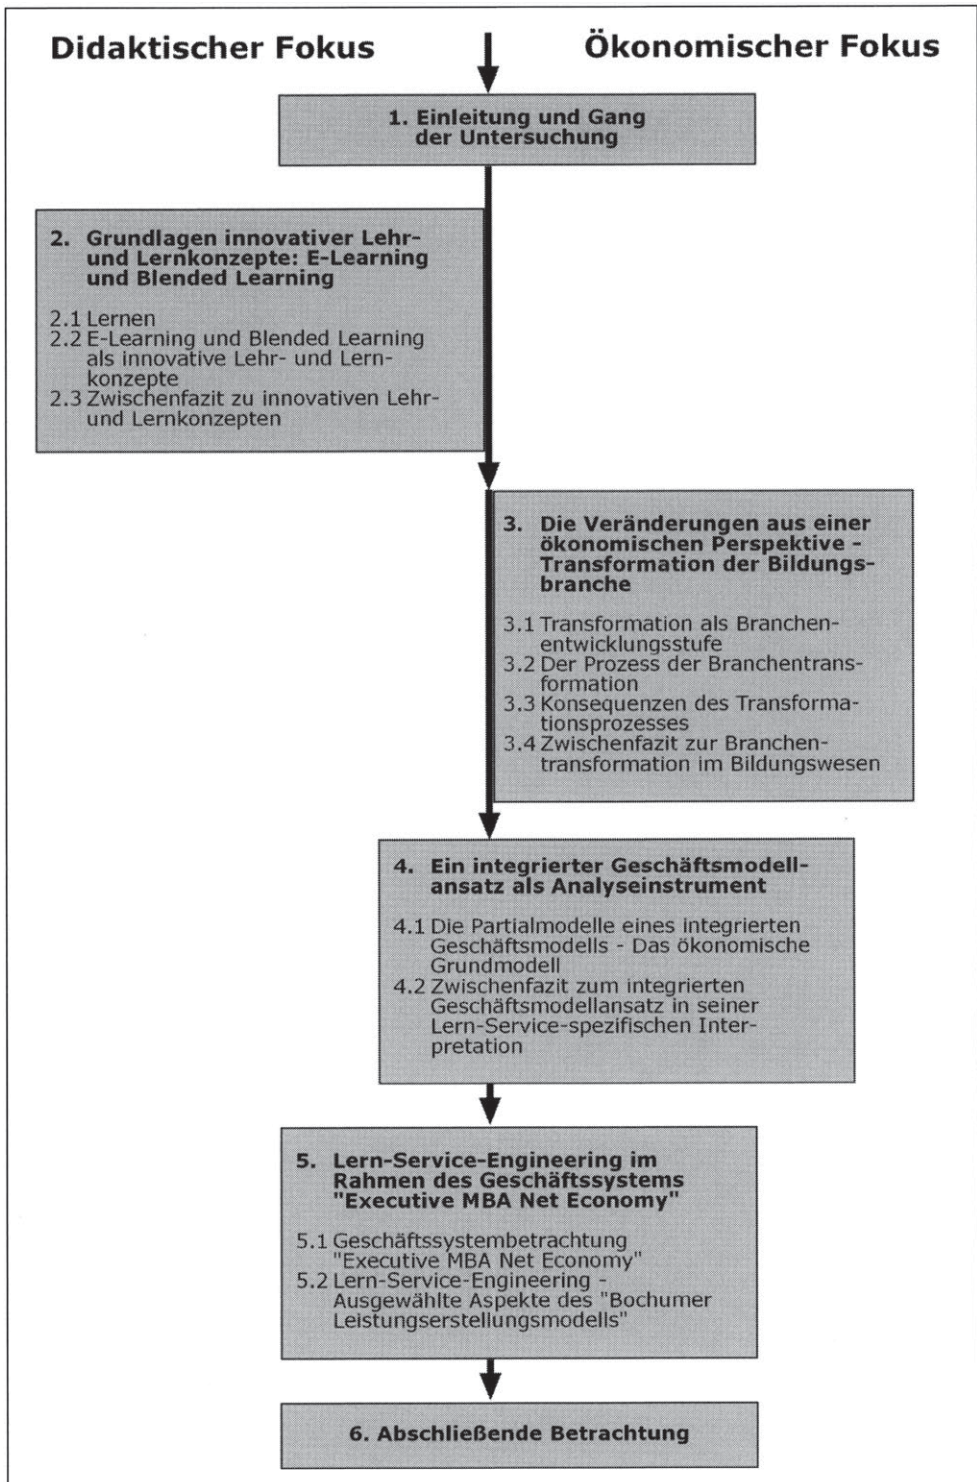 Didaktischer Fokus
Ökonomischer Fokus
1. Einleitung und Gang
der Untersuchung
2. Grundlagen innovativer Lehr-
und Lernkonzepte: E-Learning
und Blended Learning
2.1 Lernen
2.2 E-Learning und Blended Learning
als innovative Lehr- und Lern-
konzepte
2.3 Zwischenfazit zu innovativen Lehr-
und Lernkonzepten
3. Die Veränderungen aus einer
ökonomischen Perspektive -
Transformation der Bildungs-
branche
3.1 Transformation als Branchen-
entwicklungsstufe
3.2 Der Prozess der Branchentrans-
formation
3.3 Konsequenzen des Transforma-
tionsprozesses
3.4 Zwischenfazit zur Branchen-
transformation im Bildungswesen
4. Ein integrierter Geschäftsmodell-
ansatz als Analyseinstrument
4.1 Die Partialmodelle eines integrierten
Geschäftsmodells - Das ökonomische
Grundmodell
4.2 Zwischenfazit zum integrierten
Geschäftsmodellansatz in seiner
Lern-Service-spezifischen Inter-
pretation
5. Lern-Service-Engineering im
Rahmen des Geschäftssystems
"Executive MBA Net Economy"
5.1 Geschäftssystembetrachtung
"Executive MBA Net Economy"
5.2 Lern-Service-Engineering -
Ausgewählte Aspekte des "Bochumer
Leistungserstellungsmodells"
6. Abschließende Betrachtung